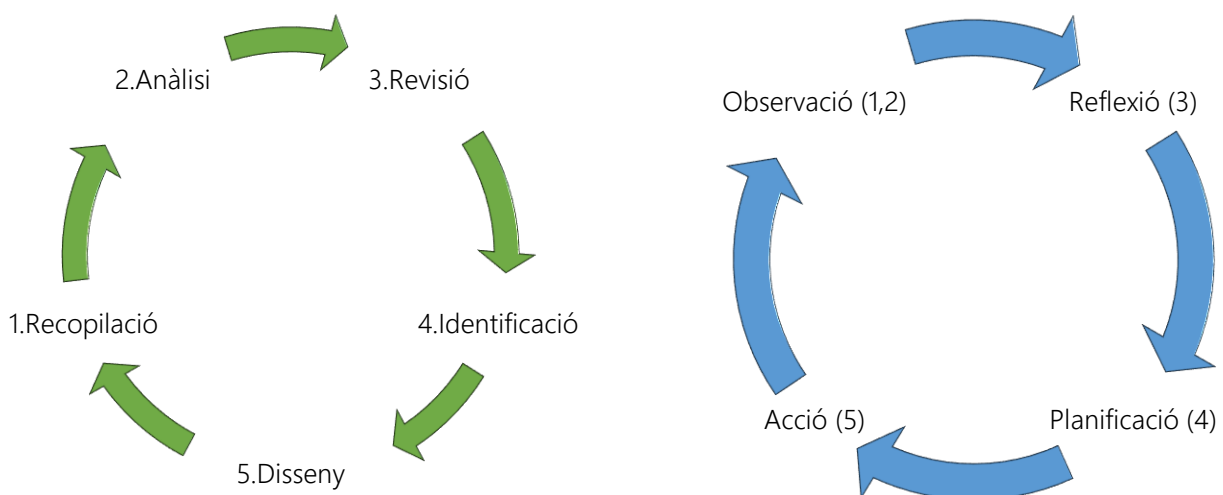 2.Anàlisi
3.Revisió
1.Recopilació
4.Identificació
5.Disseny
Observació (1,2)
Reflexió (3)
Acció (5)
Planificació (4)